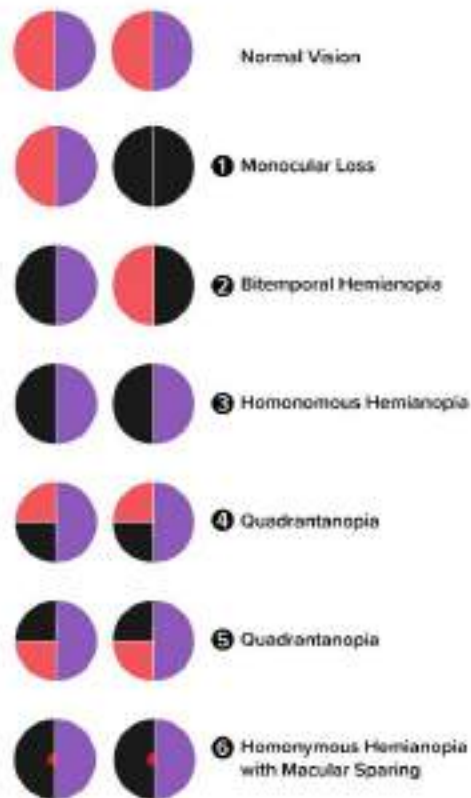 Normal Vision
1 Monocular Loss
2 Bitemporal Hemianopia
3 Homonomous Hemianopia
4 Quadrantanopia
5 Quadrantanopia
6 Homonymous Hemianopia
with Macular Sparing